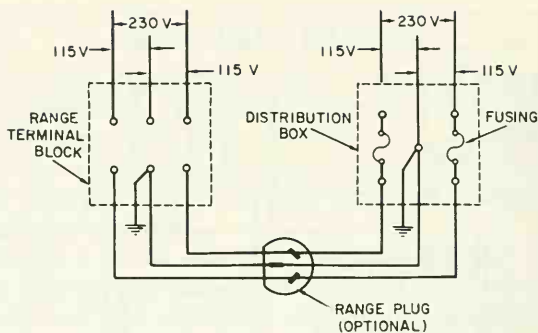 230 V
115V
115 V
RANGE
TERMINAL
BLOCK
230 V
115V
115V
DISTRIBUTION
BOX
FUSING
RANGE PLUG
(OPTIONAL)